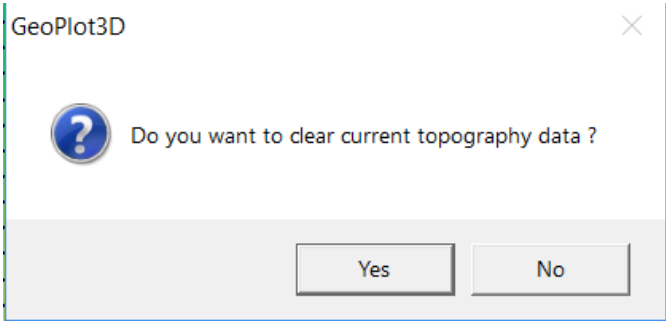 GeoPlot3D
Do you want to clear current topography data ?
Yes
No